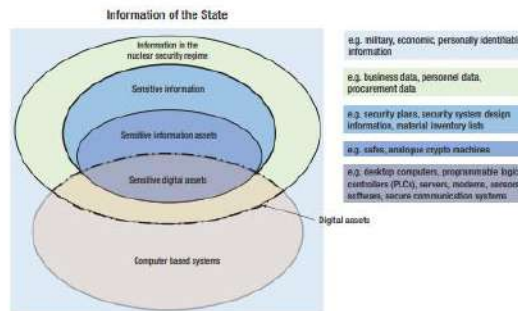 Information of the State
Information in the
nuclear security regime
Sensitive information
Sensitive information assets
Sensitive digital assets
Computer based systems
Digital assets
e.g. military, economic, personally identifiable
information
e.g. business data, personnel data,
procurement data
e.g. security plans, security system design
information, material inventory lists
e.g. safes, analogue crypto machines
e.g. desktop computers, programmable logic
controllers (PLCs), servers, modems, sensors
software, secure communication systems